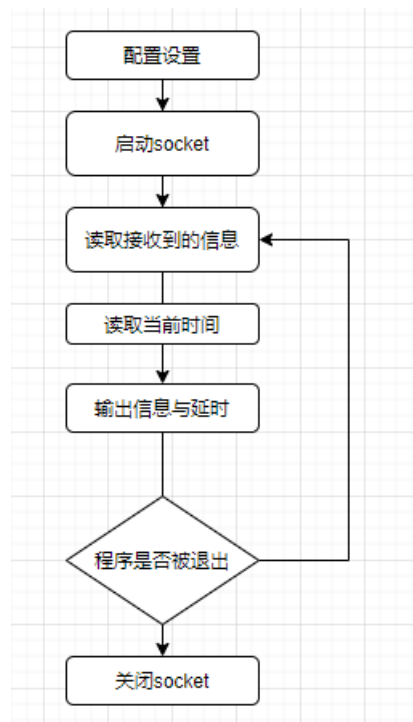 配置设置
启动socket
读取接收到的信息
读取当前时间
输出信息与延时
程序是否被退出
关闭socket